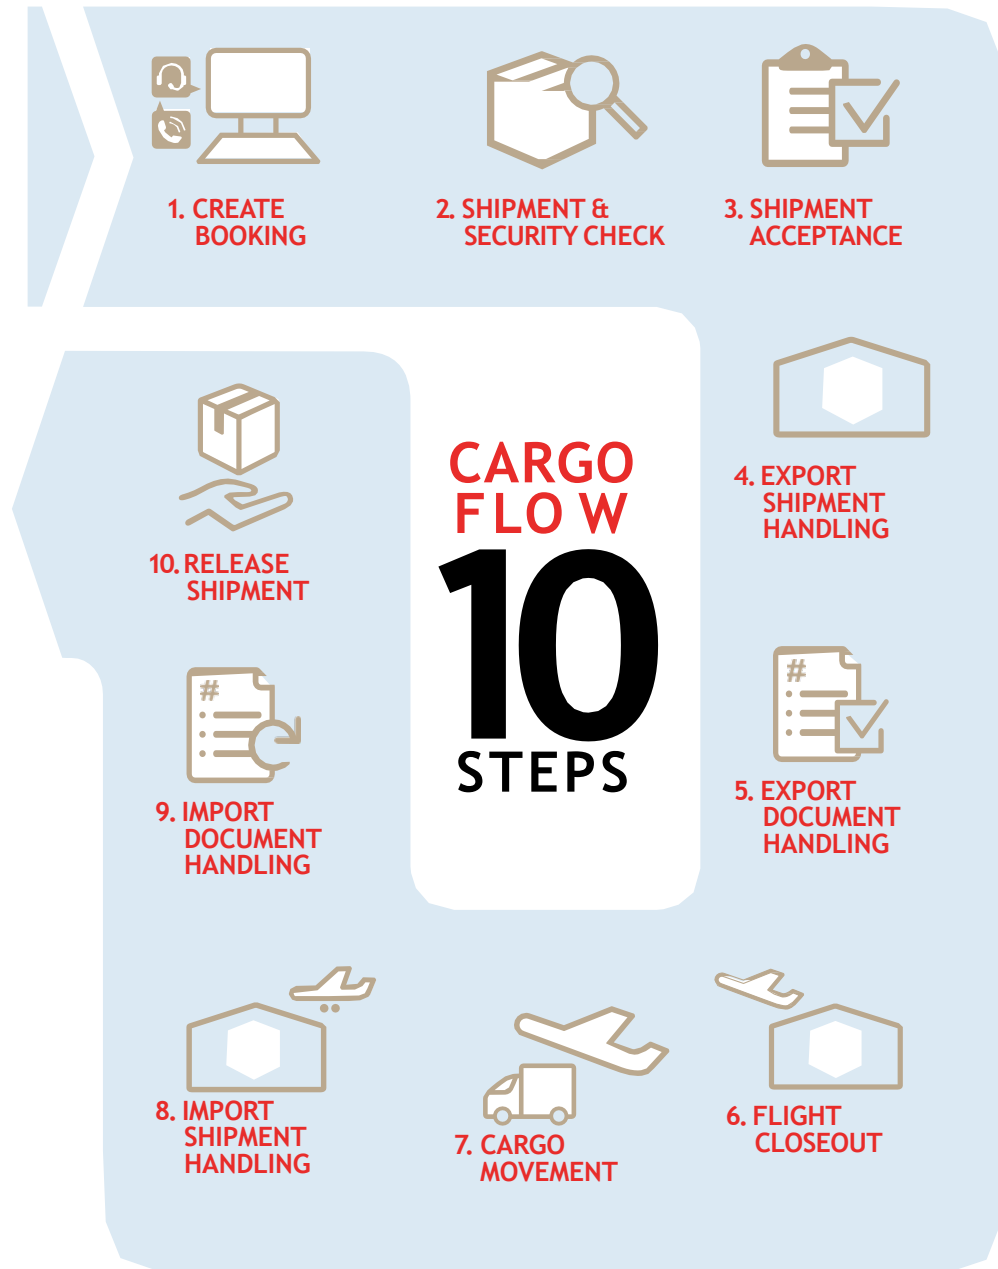 1. CREATE
BOOKING
2. SHIPMENT &
SECURITY CHECK
3. SHIPMENT
ACCEPTANCE
4. EXPORT
SHIPMENT
HANDLING
CARGO
FLOW
10
STEPS
5. EXPORT
DOCUMENT
HANDLING
#
6. FLIGHT
CLOSEOUT
7. CARGO
MOVEMENT
8. IMPORT
SHIPMENT
HANDLING
#
9. IMPORT
DOCUMENT
HANDLING
10. RELEASE
SHIPMENT